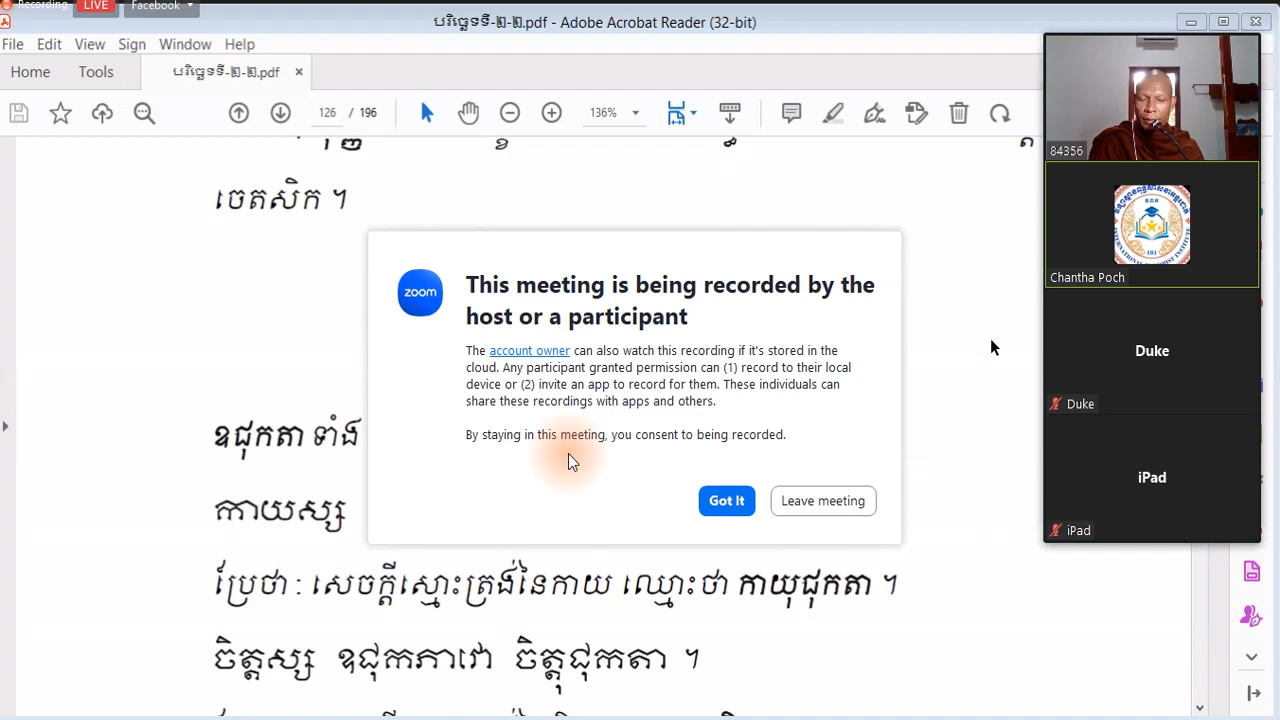 Recording
LIVE
Facebook
បរិច្ឆេទទី-២-២.pdf - Adobe Acrobat Reader (32-bit)
File Edit View Sign Window Help
Home Tools បរិច្ឆេទទី-២-២.pdf ×
126 / 196 136%
ចេតសិក ។
84356
Chantha Poch
zoom
This meeting is being recorded by the
host or a participant
The account owner can also watch this recording if it's stored in the
cloud. Any participant granted permission can (1) record to their local
device or (2) invite an app to record for them. These individuals can
share these recordings with apps and others.
By staying in this meeting, you consent to being recorded.
Got It Leave meeting
Duke
Duke
iPad
iPad
ឧជុកតា ទាំង
កាយស្ស
ប្រែថា : សេចក្តីស្មោះត្រង់នៃកាយ ឈ្មោះថា កាយុជុកតា ។
ចិត្តស្ស ឧជុកភាវោ ចិត្តុជុកតា ។